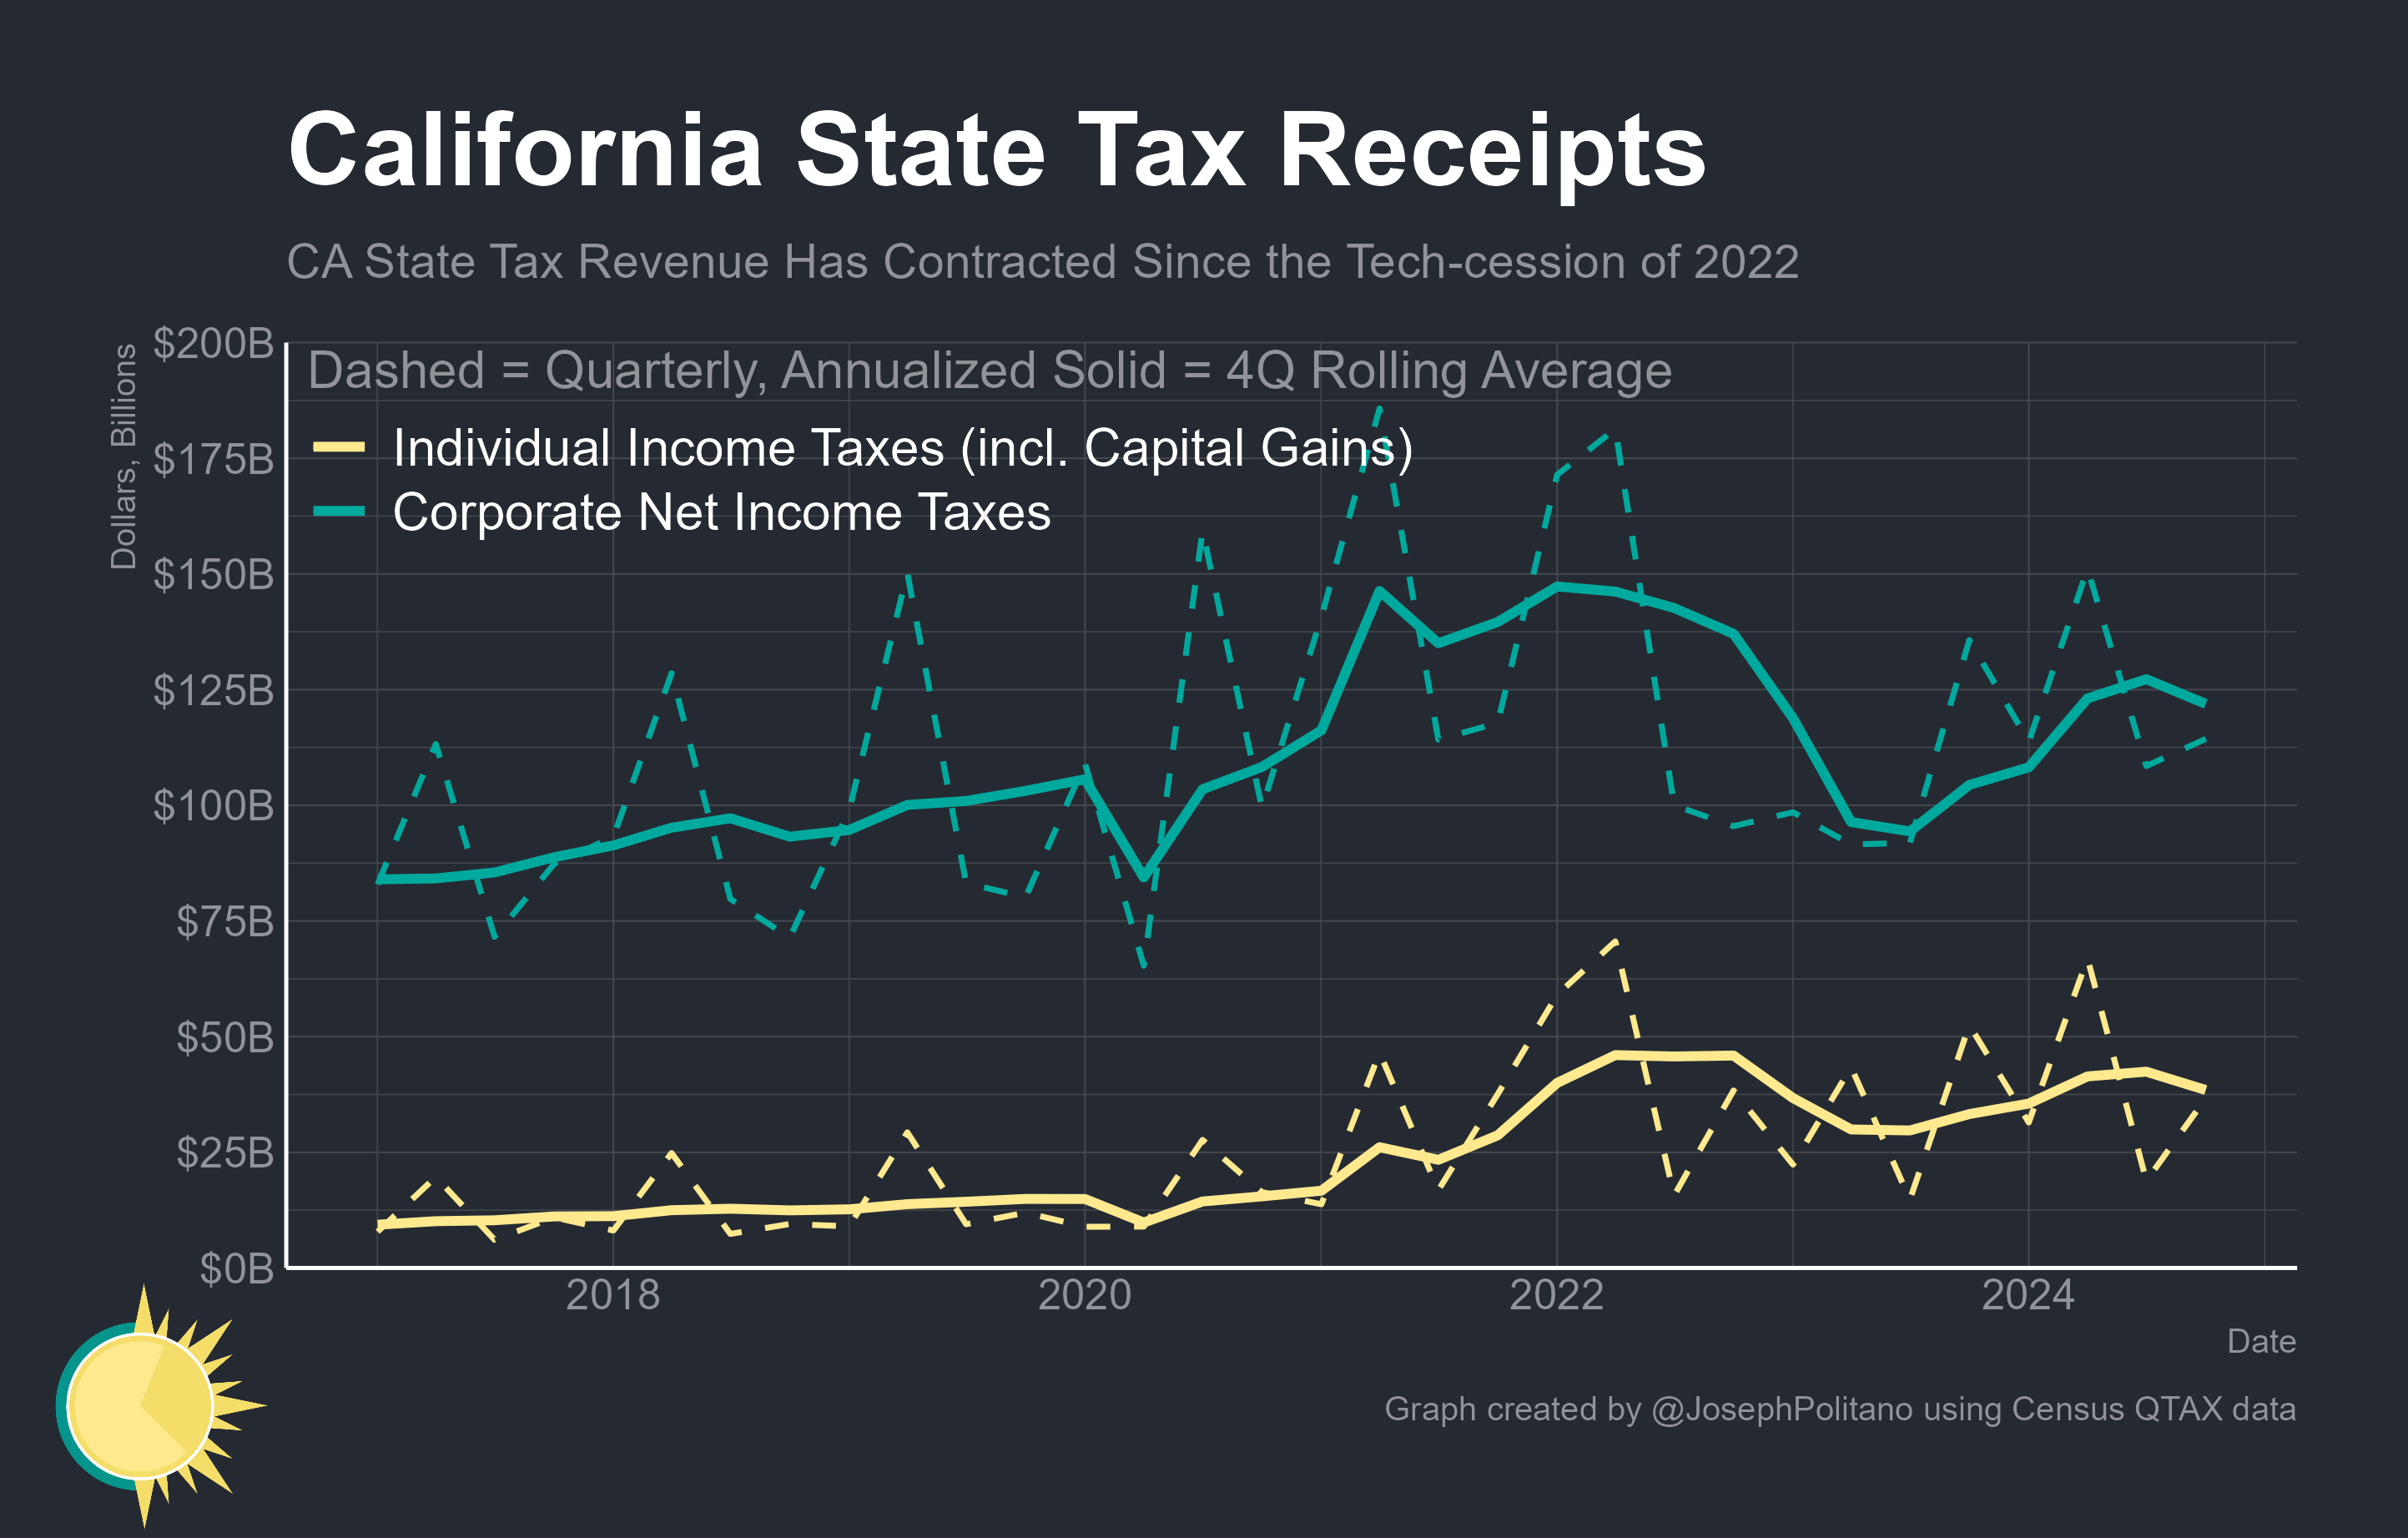 California State Tax Receipts
CA State Tax Revenue Has Contracted Since the Tech-cession of 2022
Dollars, Billions
$200B
$175B
$150B
$125B
$100B
$75B
$50B
$25B
$0B
Dashed = Quarterly, Annualized Solid = 4Q Rolling Average
Individual Income Taxes (incl. Capital Gains)
Corporate Net Income Taxes
2018 2020 2022 2024
Date
Graph created by @JosephPolitano using Census QTAX data